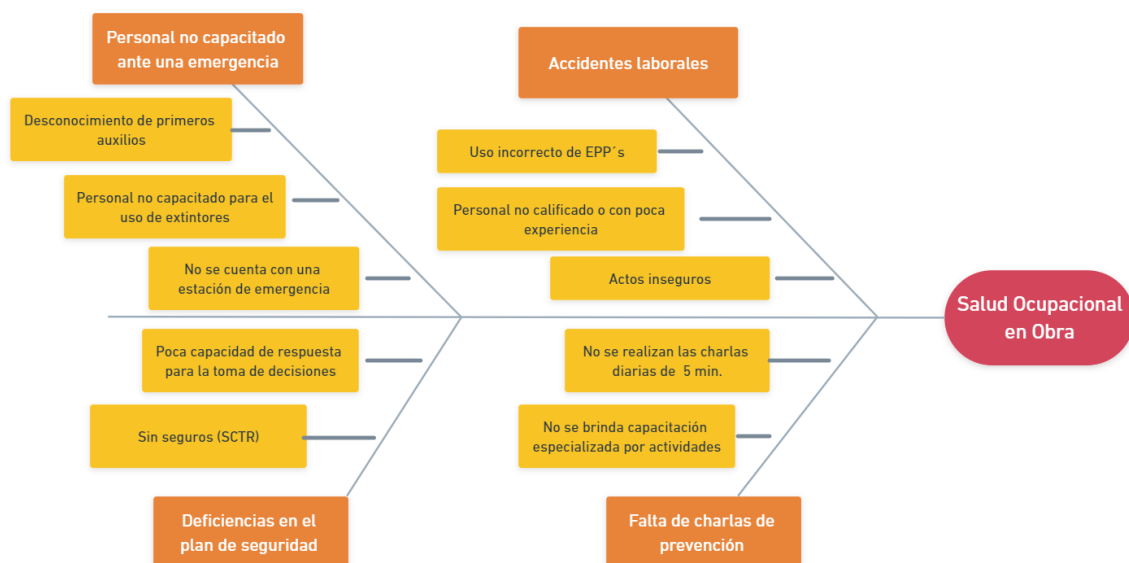 Personal no capacitado
ante una emergencia
Desconocimiento de primeros
auxilios
Personal no capacitado para el
uso de extintores
No se cuenta con una
estación de emergencia
Accidentes laborales
Uso incorrecto de EPP´s
Personal no calificado o con poca
experiencia
Actos inseguros
Salud Ocupacional
en Obra
Poca capacidad de respuesta
para la toma de decisiones
Sin seguros (SCTR)
Deficiencias en el
plan de seguridad
No se realizan las charlas
diarias de 5 min.
No se brinda capacitación
especializada por actividades
Falta de charlas de
prevención